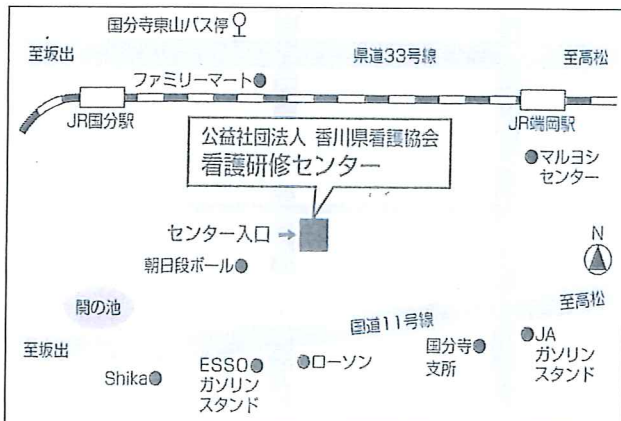 国分寺東山バス停
至坂出
県道33号線
至高松
ファミリーマート
JR国分駅
JR端岡駅
公益社団法人 香川県看護協会
看護研修センター
マルヨシ
センター
センター入口
朝日段ボール
N
関の池
国道11号線
至高松
至坂出
Shika
ESSO
ガソリン
スタンド
ローソン
国分寺
支所
JA
ガソリン
スタンド